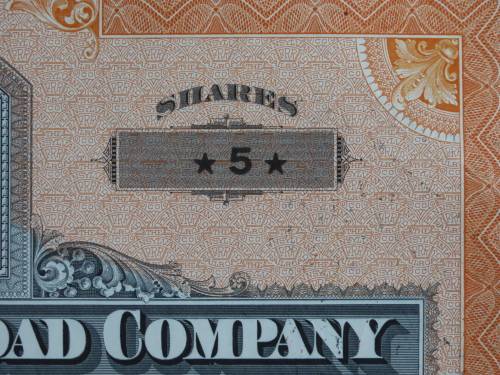 SHARES
★ 5 ★
OAD COMPANY